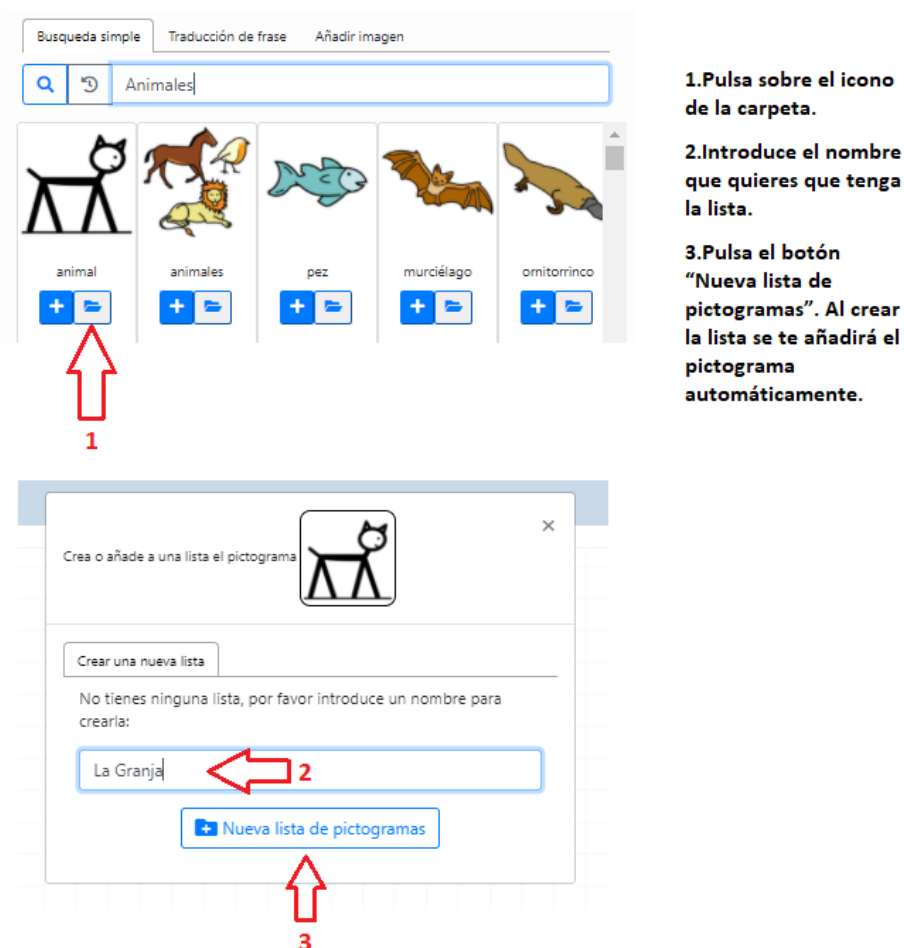 Busqueda simple
Traducción de frase
Añadir imagen
Animales
animal
animales
pez
murciélago
ornitorrinco
1
1.Pulsa sobre el icono
de la carpeta.
2.Introduce el nombre
que quieres que tenga
la lista.
3.Pulsa el botón
“Nueva lista de
pictogramas”. Al crear
la lista se te añadirá el
pictograma
automáticamente.
Crea o añade a una lista el pictograma
Crear una nueva lista
No tienes ninguna lista, por favor introduce un nombre para
crearla:
La Granja
2
Nueva lista de pictogramas
3